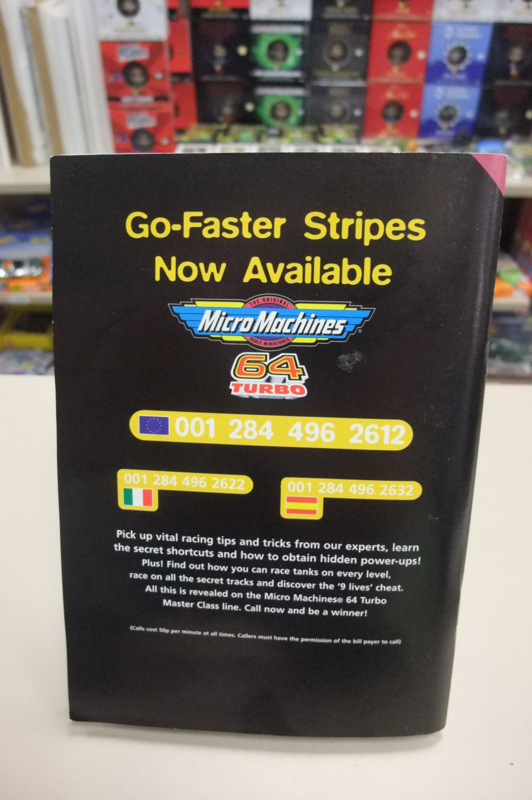 Go-Faster Stripes
Now Available
THE ORIGINAL
MicroMachines
64
TURBO
001 284 496 2612
001 284 496 2622
001 284 496 2632
Pick up vital racing tips and tricks from our experts, learn
the secret shortcuts and how to obtain hidden power-ups!
Plus! Find out how you can race tanks on every level,
race on all the secret tracks and discover the '9 lives' cheat.
All this is revealed on the Micro Machines® 64 Turbo
Master Class line. Call now and be a winner!
(Calls cost 50p per minute at all times. Callers must have the permission of the bill payer to call)